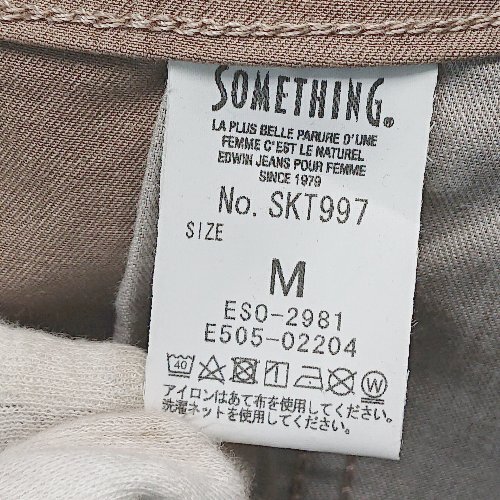 SOMETHING®
LA PLUS BELLE PARURE D'UNE
FEMME C'EST LE NATUREL
EDWIN JEANS POUR FEMME
SINCE 1979
No. SKT997
SIZE
M
ESO-2981
E505-02204
40 W
アイロンはあて布を使用してください。
洗濯ネットを使用してください。